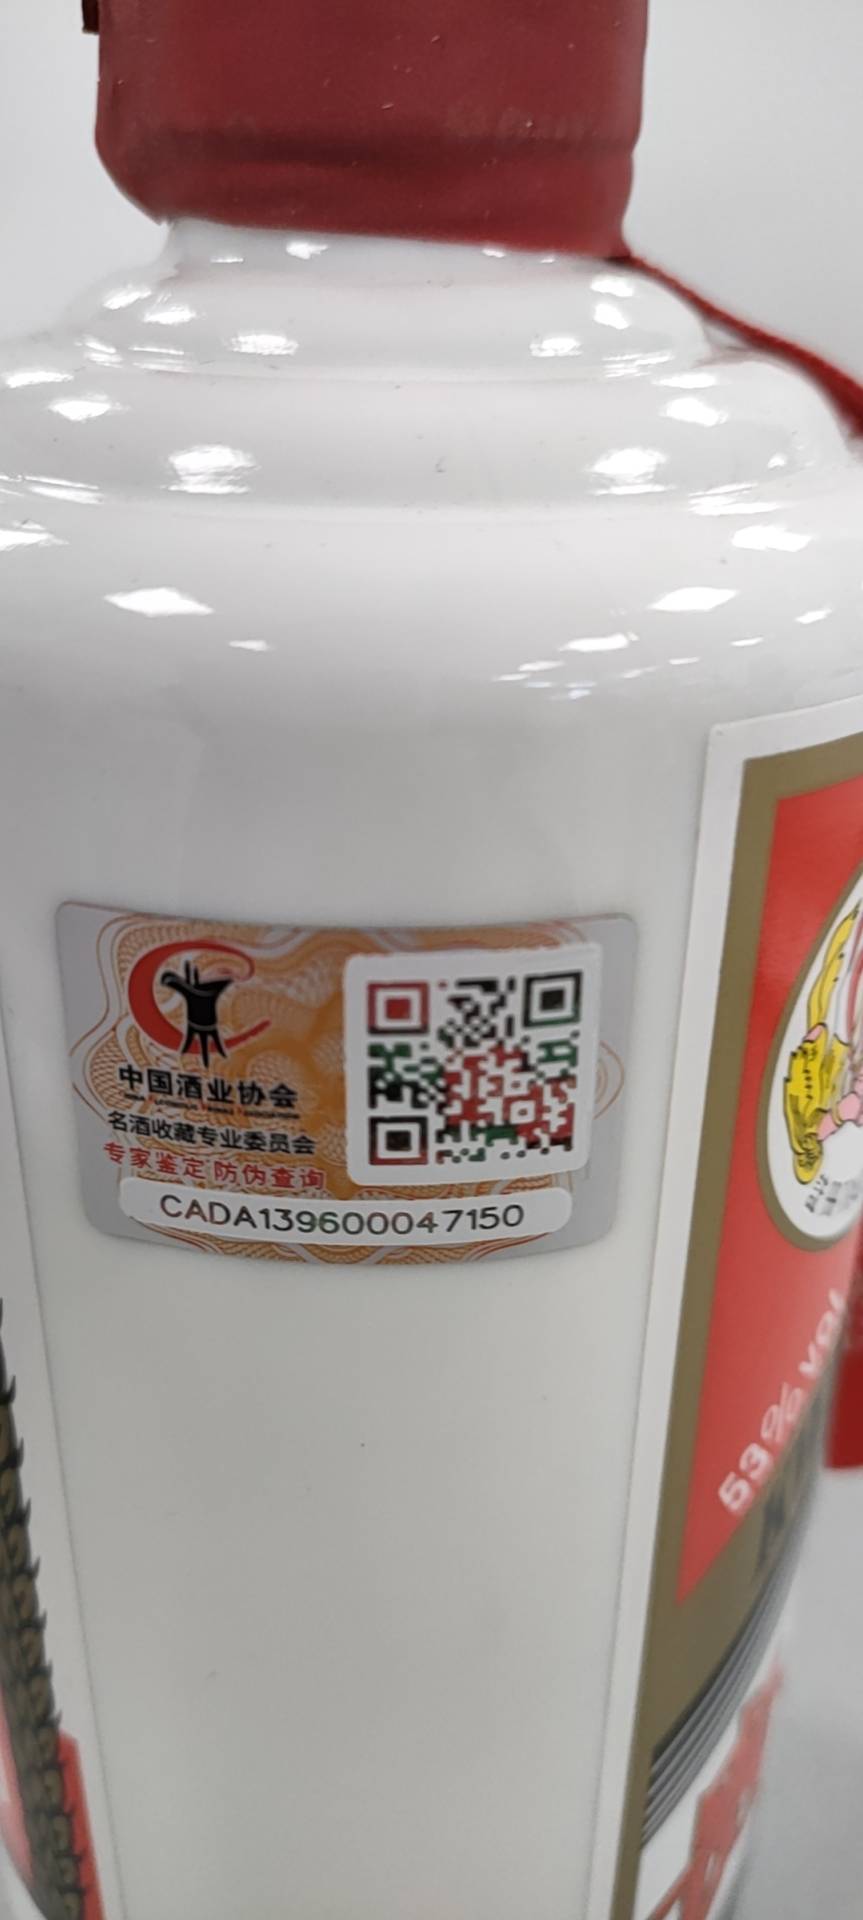 中国酒业协会
名酒收藏专业委员会
专家鉴定 防伪查询
CADA139600047150
53% vol